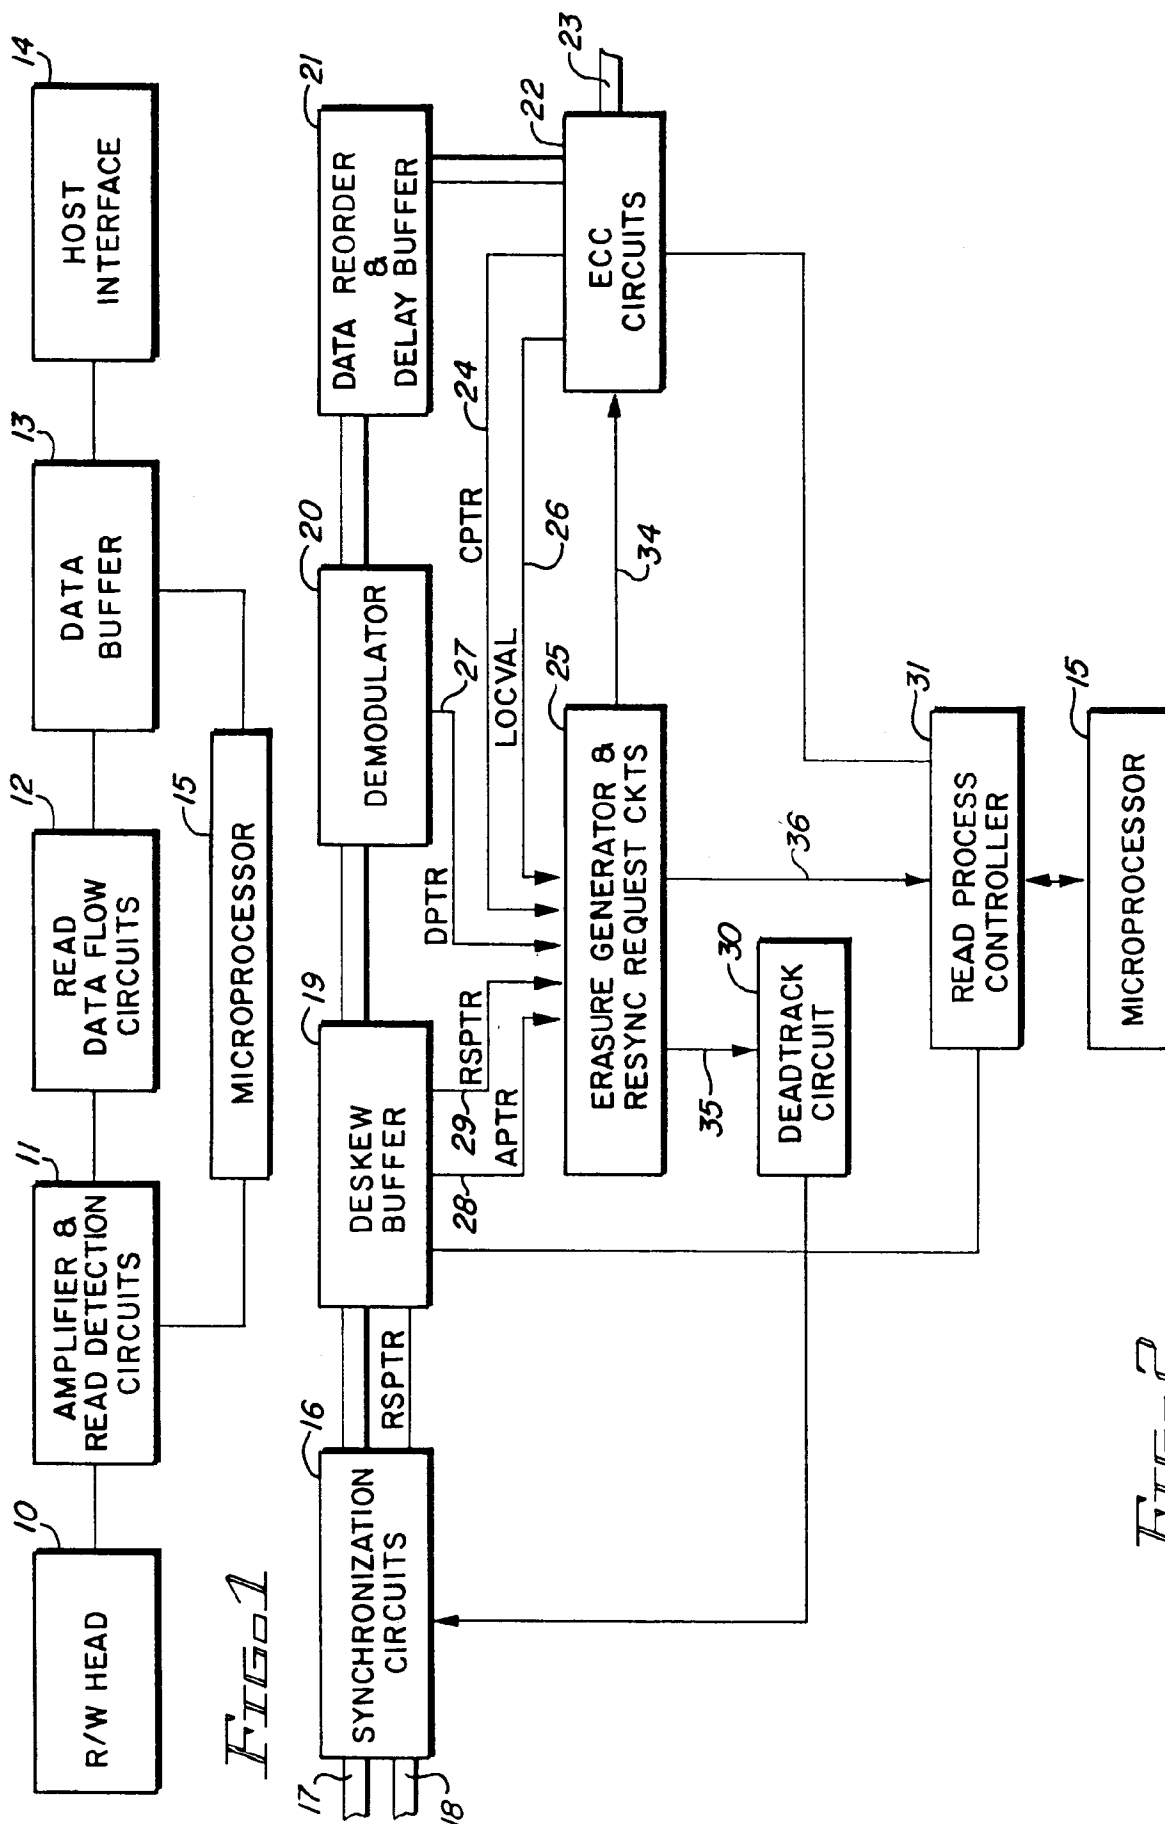 10
R/W HEAD
11
AMPLIFIER &
READ DETECTION
CIRCUITS
12
READ
DATA FLOW
CIRCUITS
13
DATA
BUFFER
14
HOST
INTERFACE
15
MICROPROCESSOR
FIG.1
17
18
16
SYNCHRONIZATION
CIRCUITS
RSPTR
19
DESKEW
BUFFER
20
DEMODULATOR
21
DATA REORDER
&
DELAY BUFFER
22
ECC
CIRCUITS
23
28
APTR
29
RSPTR
DPTR
27
CPTR
24
LOCVAL
26
25
ERASURE GENERATOR &
RESYNC REQUEST CKTS
34
35
36
30
DEADTRACK
CIRCUIT
31
READ PROCESS
CONTROLLER
15
MICROPROCESSOR
FIG.2